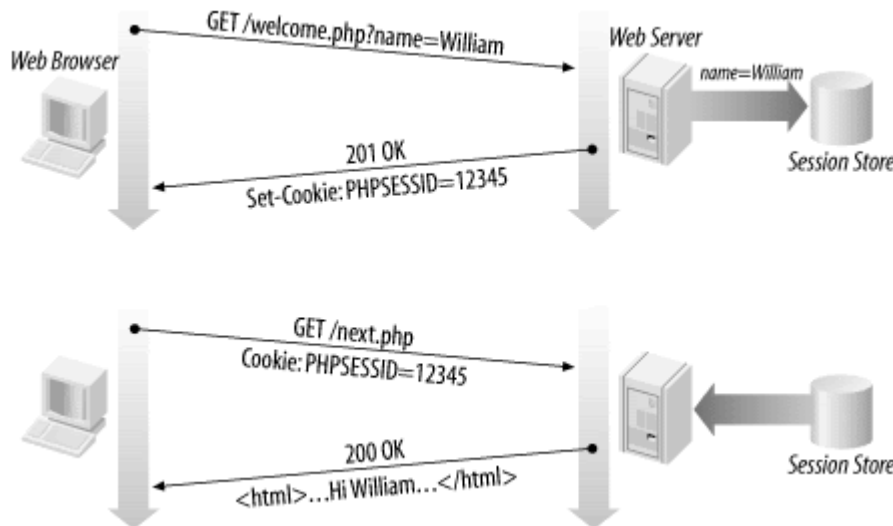 GET /welcome.php?name=William
Web Browser
Web Server
name=William
201 OK
Set-Cookie: PHPSESSID=12345
Session Store
GET /next.php
Cookie: PHPSESSID=12345
200 OK
<html>...Hi William...</html>
Session Store